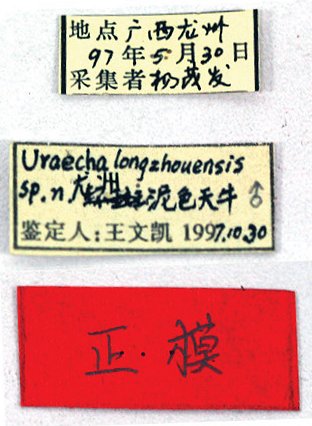 地点广西龙州
97年5月30日
采集者杨茂发
Uraecha longzhouensis
sp. n 龙州泥色天牛 ♂
鉴定人:王文凯 1997.10.30
正模